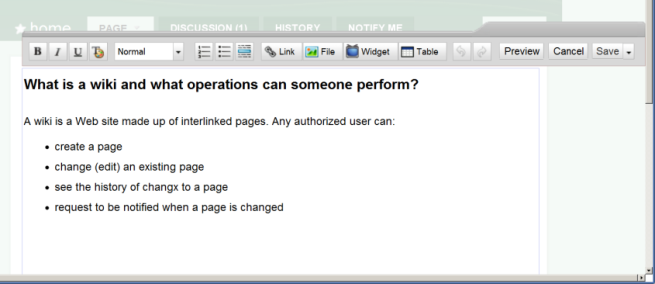 home PAGE DISCUSSION (1) HISTORY NOTIFY ME
B I U Normal Link File Widget Table Preview Cancel Save
What is a wiki and what operations can someone perform?
A wiki is a Web site made up of interlinked pages. Any authorized user can:
• create a page
• change (edit) an existing page
• see the history of changx to a page
• request to be notified when a page is changed